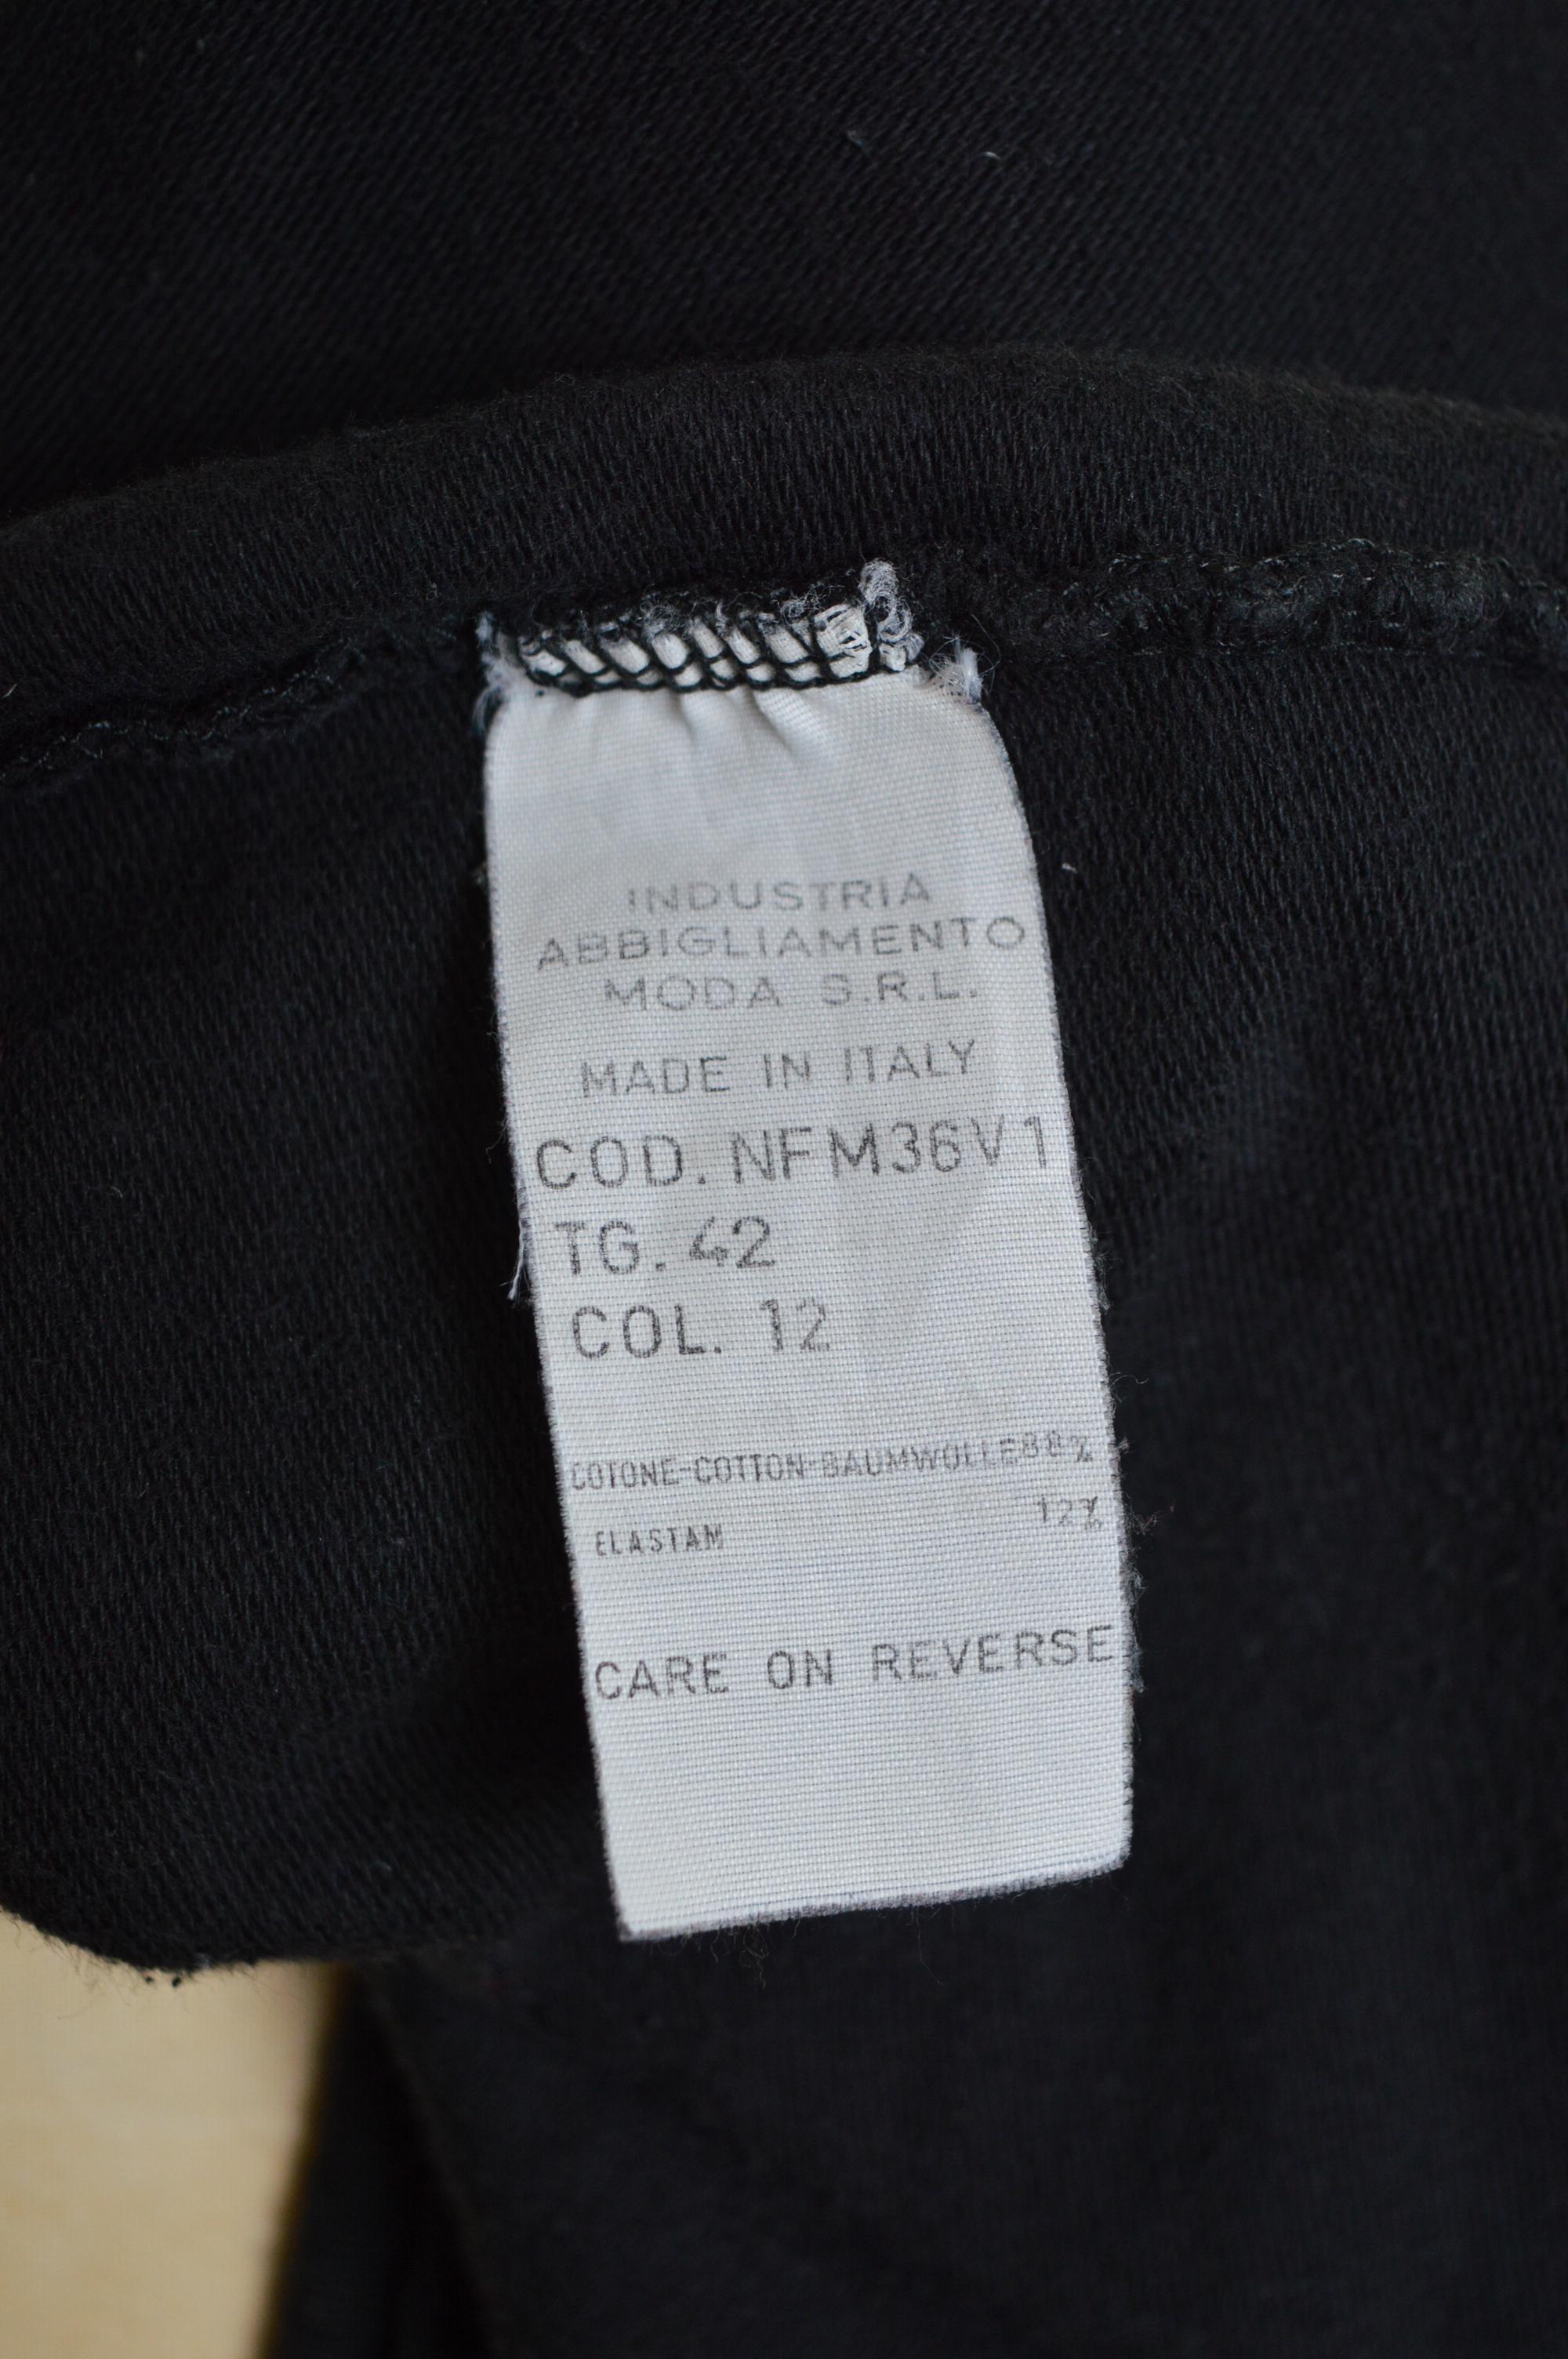 INDUSTRIA
ABBIGLIAMENTO
MODA S.R.L.
MADE IN ITALY
COD. NFM36V1
TG. 42
COL. 12
COTONE-COTTON-BAUMWOLLE88%
ELASTAM 12%
CARE ON REVERSE